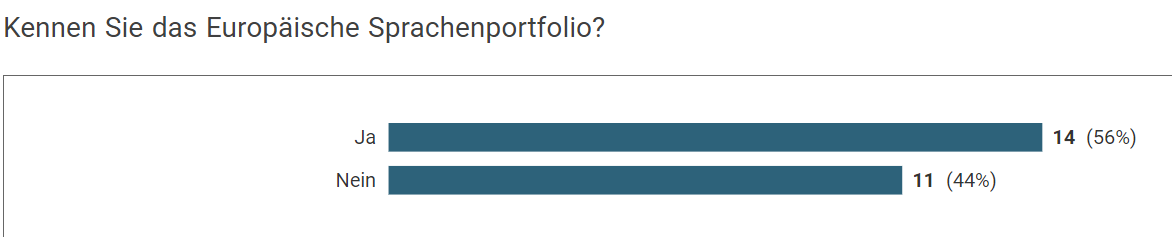 Kennen Sie das Europäische Sprachenportfolio?
Ja 14 (56%)
Nein 11 (44%)